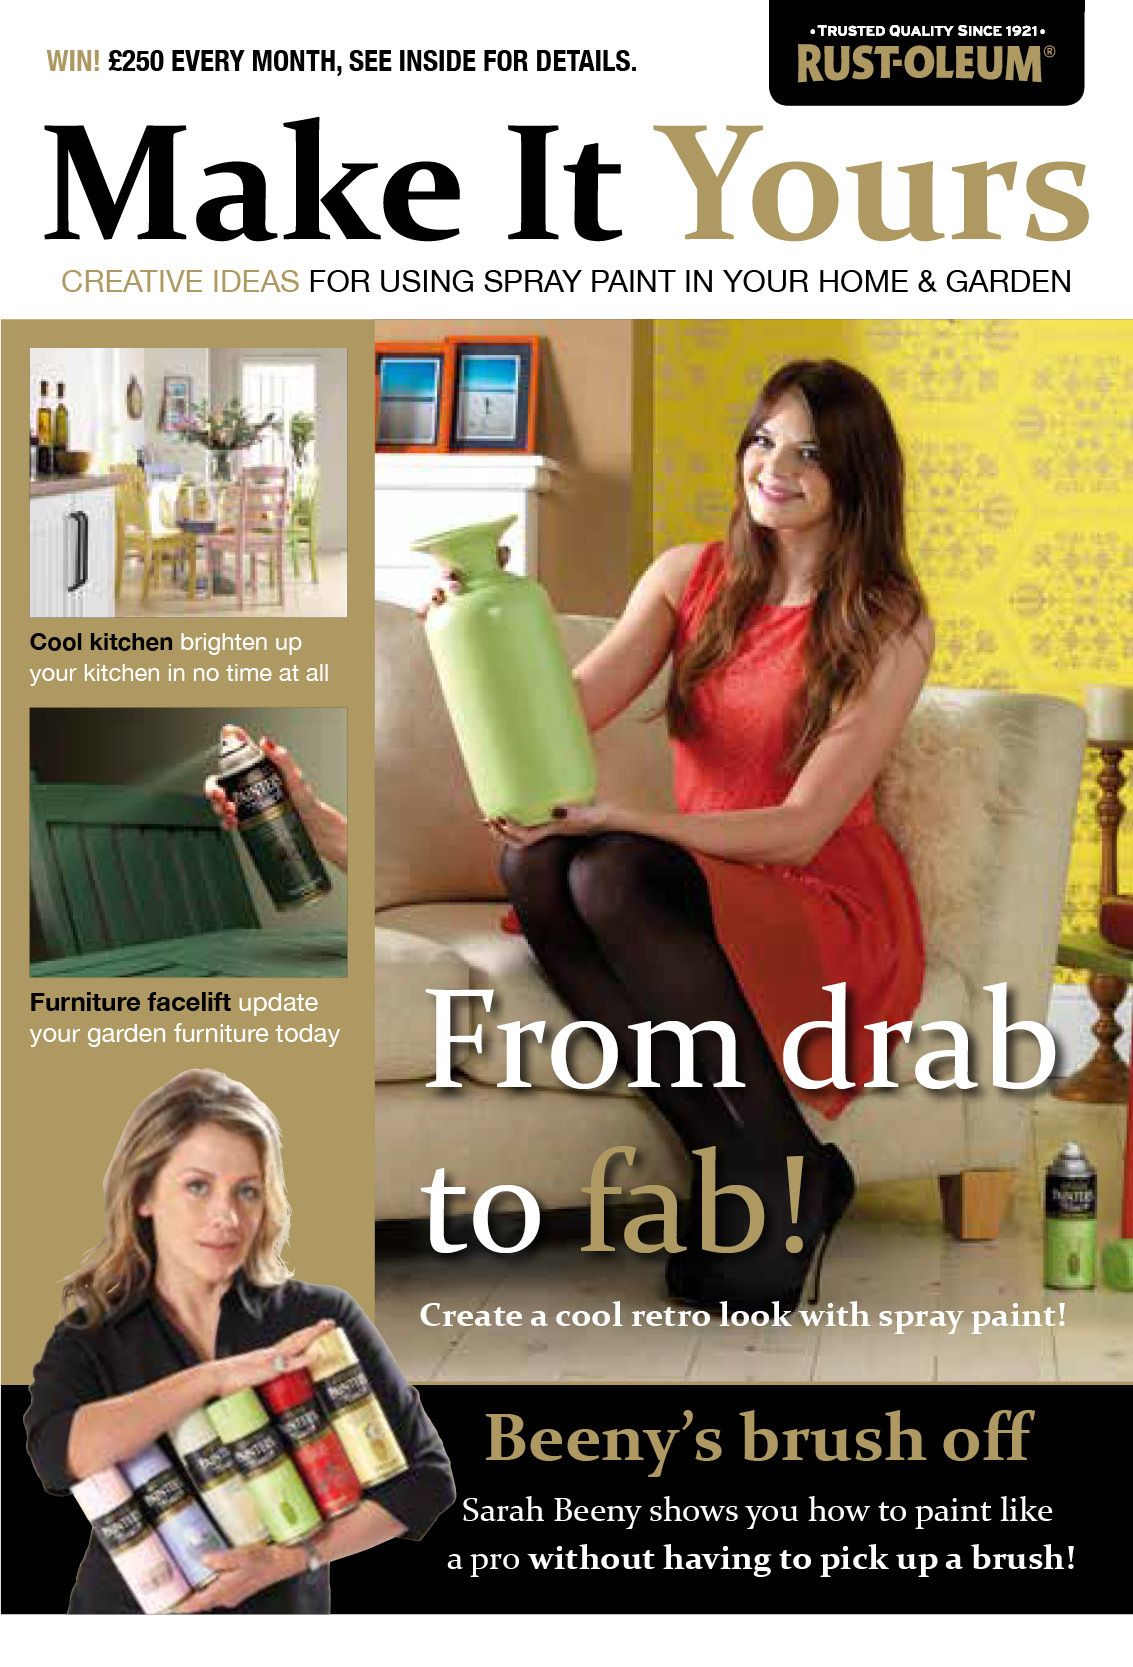 WIN! £250 EVERY MONTH, SEE INSIDE FOR DETAILS.
•TRUSTED QUALITY SINCE 1921•
RUST-OLEUM®
Make It Yours
CREATIVE IDEAS FOR USING SPRAY PAINT IN YOUR HOME & GARDEN
Cool kitchen brighten up
your kitchen in no time at all
Furniture facelift update
your garden furniture today
From drab
to fab!
Create a cool retro look with spray paint!
Beeny’s brush off
Sarah Beeny shows you how to paint like
a pro without having to pick up a brush!